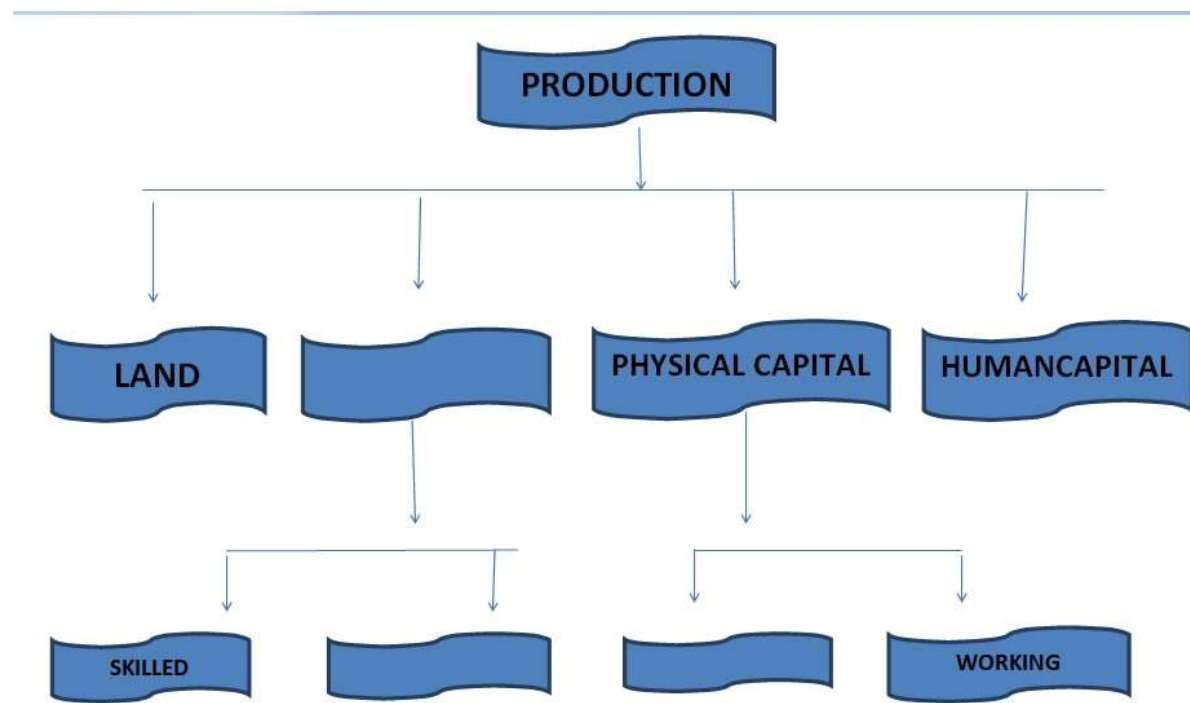 PRODUCTION
LAND
PHYSICAL CAPITAL
HUMANCAPITAL
SKILLED
WORKING